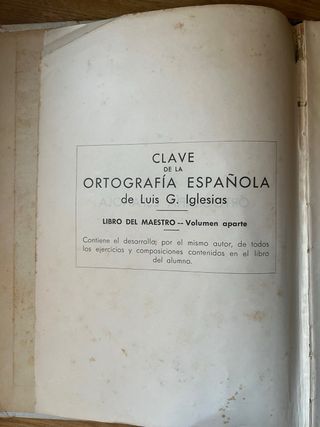 CLAVE
DE LA
ORTOGRAFÍA ESPAÑOLA
de Luis G. Iglesias
LIBRO DEL MAESTRO -- Volumen aparte
Contiene el desarrollo; por el mismo autor, de todos
los ejercicios y composiciones contenidas en el libro
del alumno.